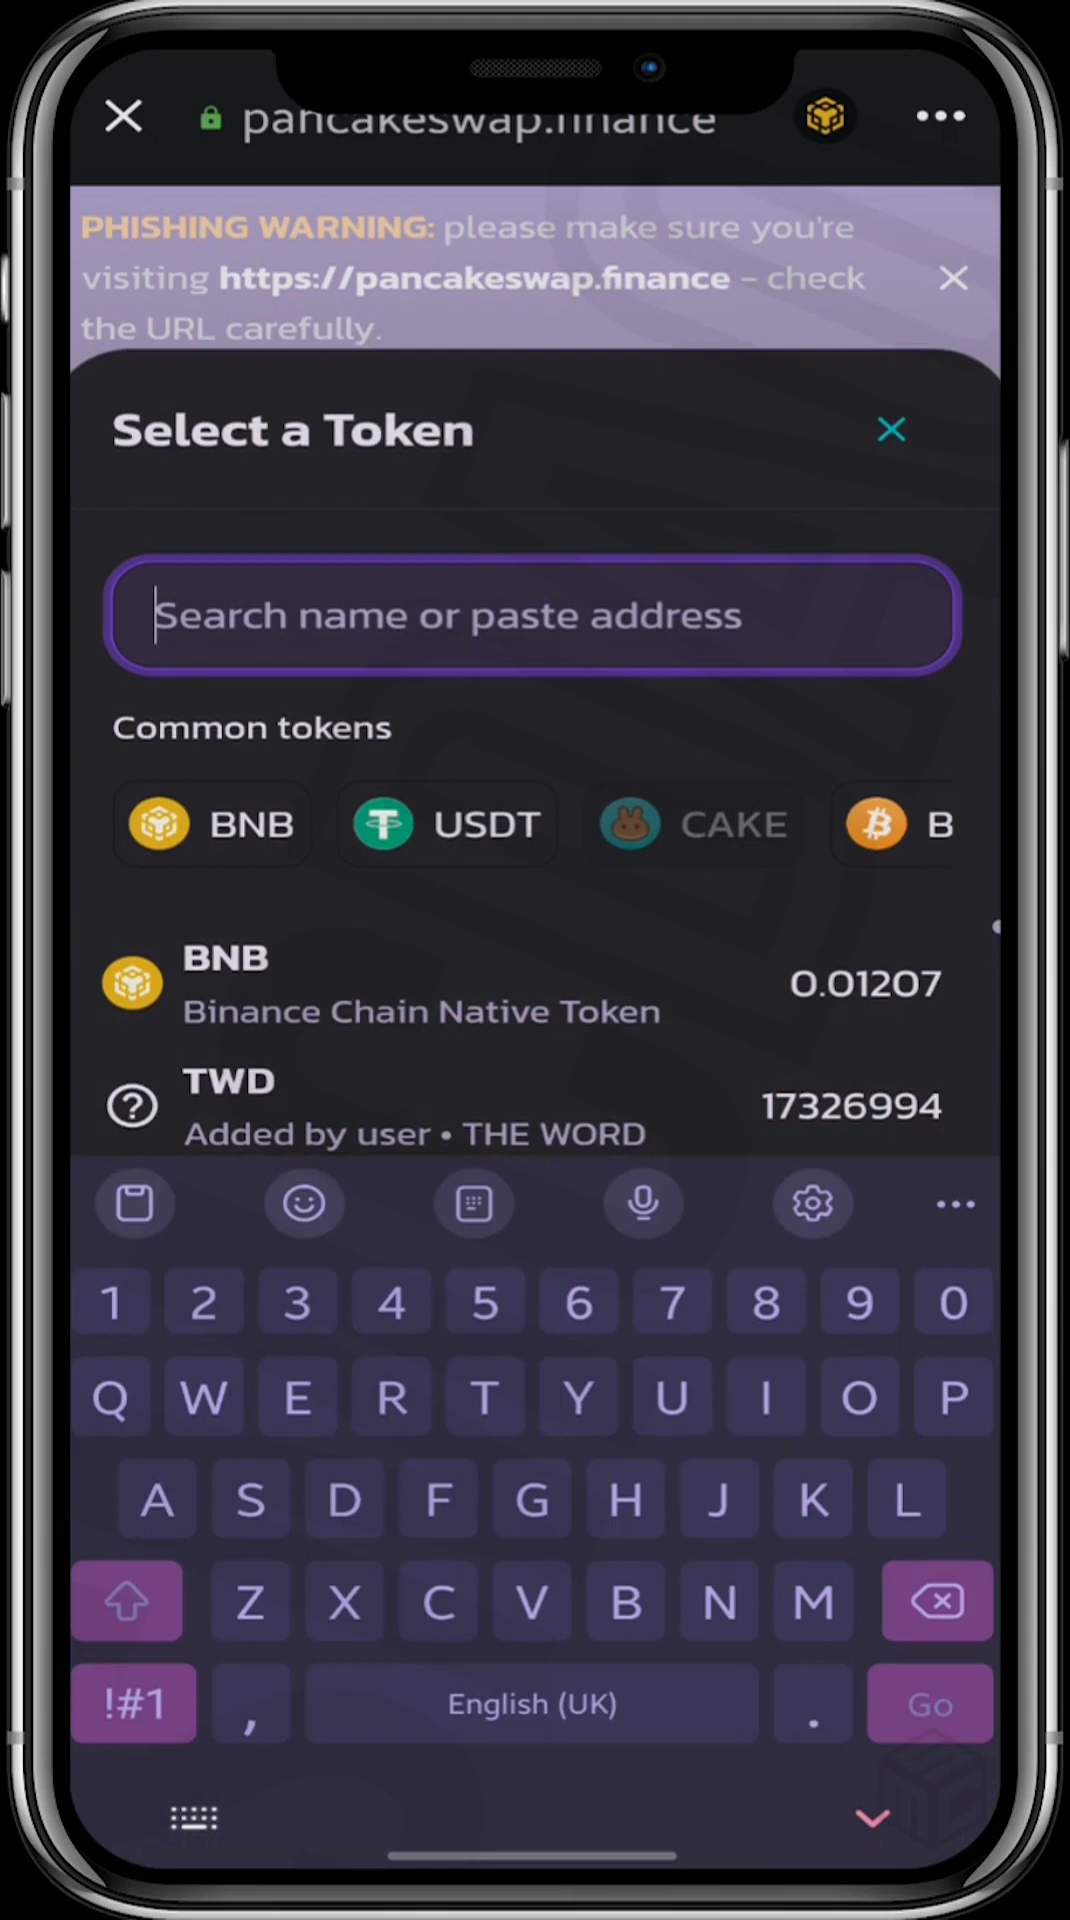 pancakeswap.finance
PHISHING WARNING: please make sure you're
visiting https://pancakeswap.finance – check
the URL carefully.
Select a Token
Search name or paste address
Common tokens
BNB USDT CAKE B
BNB
0.01207
Binance Chain Native Token
TWD
17326994
Added by user • THE WORD
1 2 3 4 5 6 7 8 9 0
Q W E R T Y U I O P
A S D F G H J K L
Z X C V B N M
!#1 , English (UK) . Go